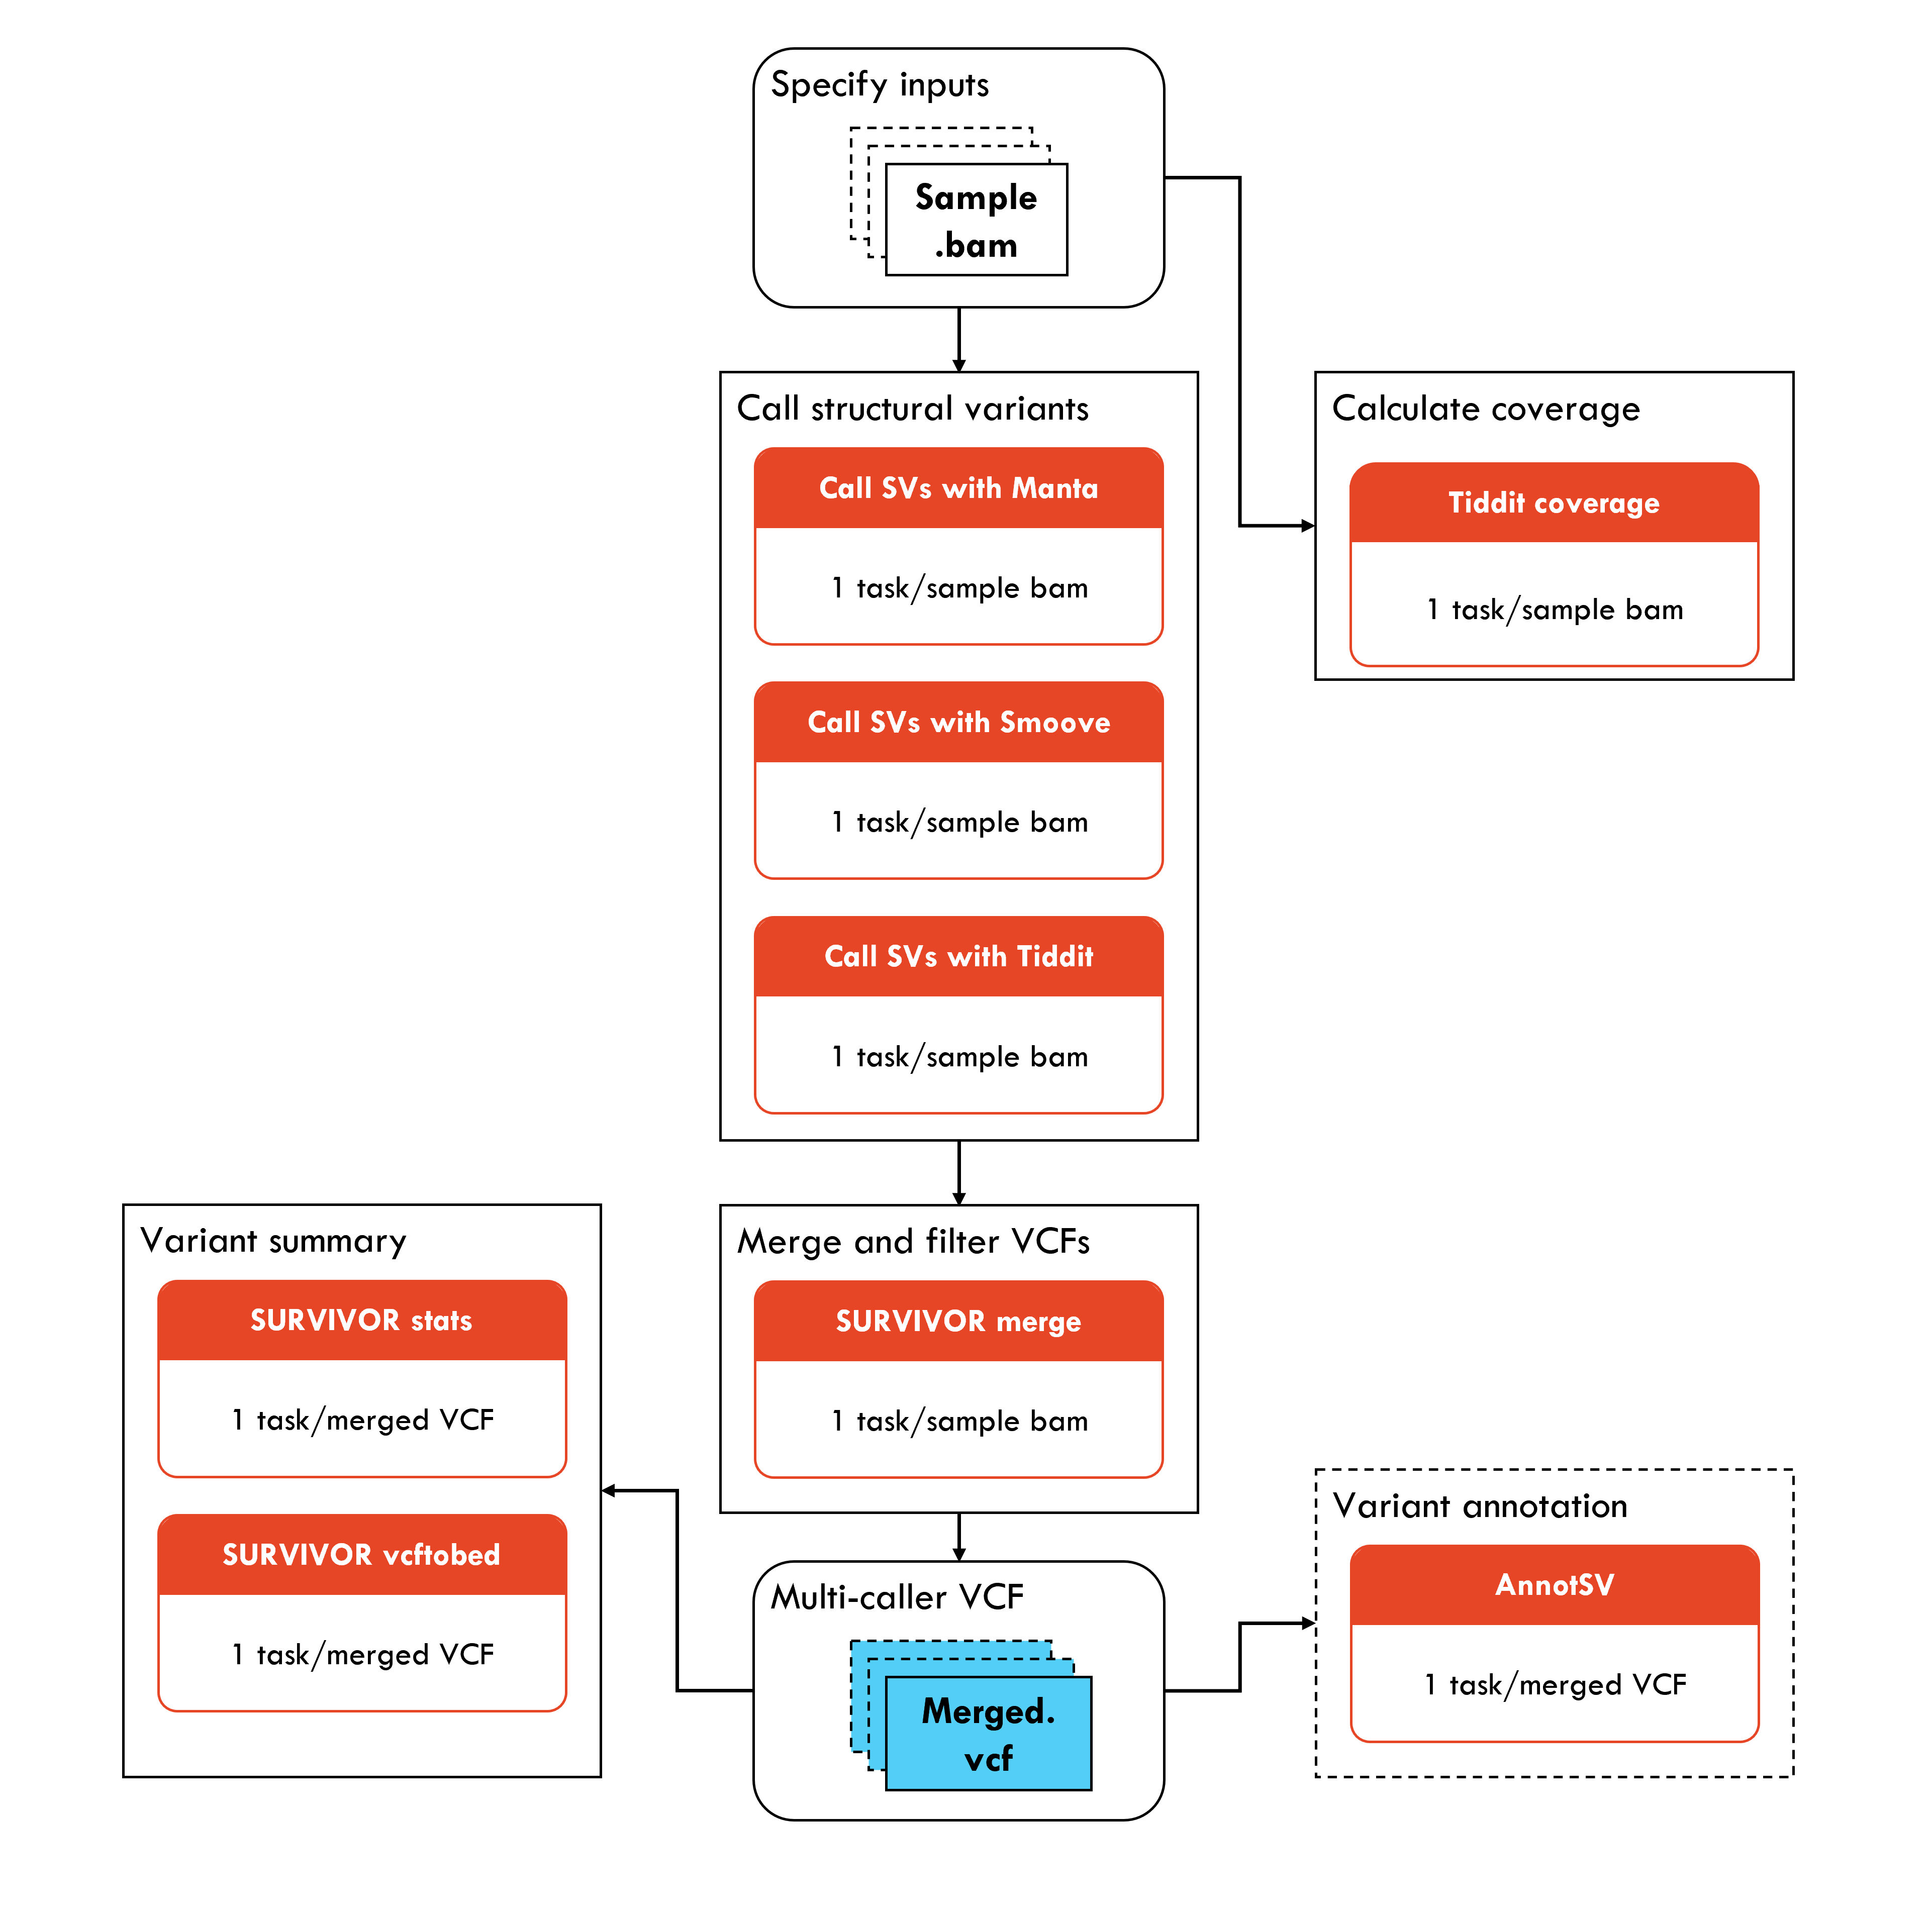 Specify inputs
Sample
.bam
Call structural variants
Call SVs with Manta
1 task/sample bam
Call SVs with Smoove
1 task/sample bam
Call SVs with Tiddit
1 task/sample bam
Calculate coverage
Tiddit coverage
1 task/sample bam
Merge and filter VCFs
SURVIVOR merge
1 task/sample bam
Variant summary
SURVIVOR stats
1 task/merged VCF
SURVIVOR vcftobed
1 task/merged VCF
Multi-caller VCF
Merged.
vcf
Variant annotation
AnnotSV
1 task/merged VCF